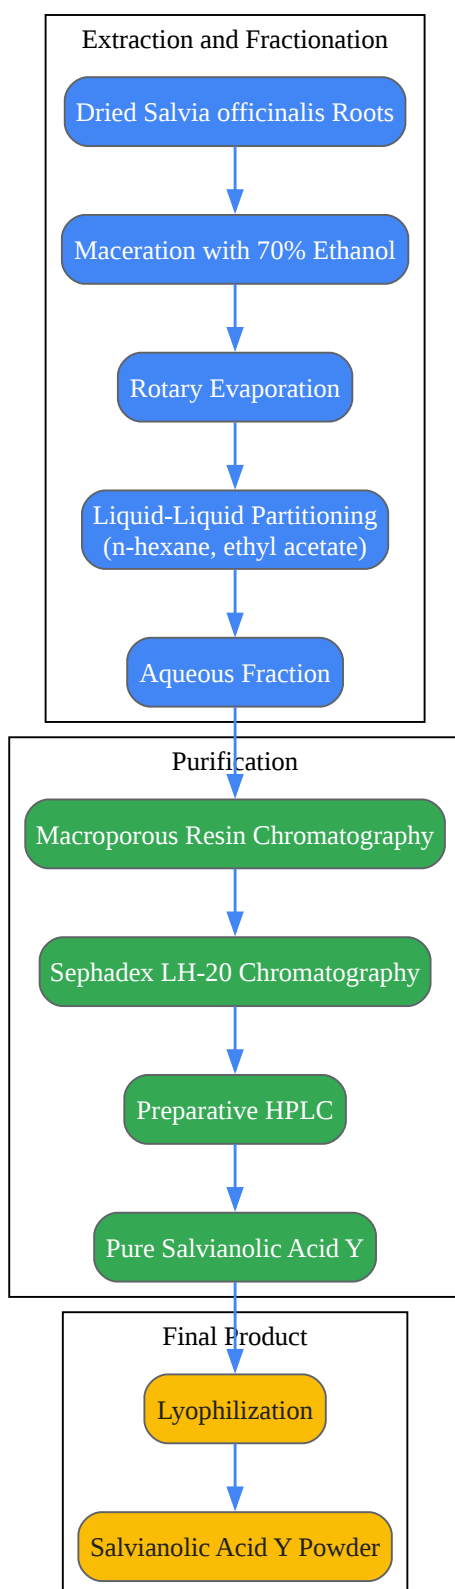 Extraction and Fractionation
Dried Salvia officinalis Roots
Maceration with 70% Ethanol
Rotary Evaporation
Liquid-Liquid Partitioning
(n-hexane, ethyl acetate)
Aqueous Fraction
Purification
Macroporous Resin Chromatography
Sephadex LH-20 Chromatography
Preparative HPLC
Pure Salvianolic Acid Y
Final Product
Lyophilization
Salvianolic Acid Y Powder